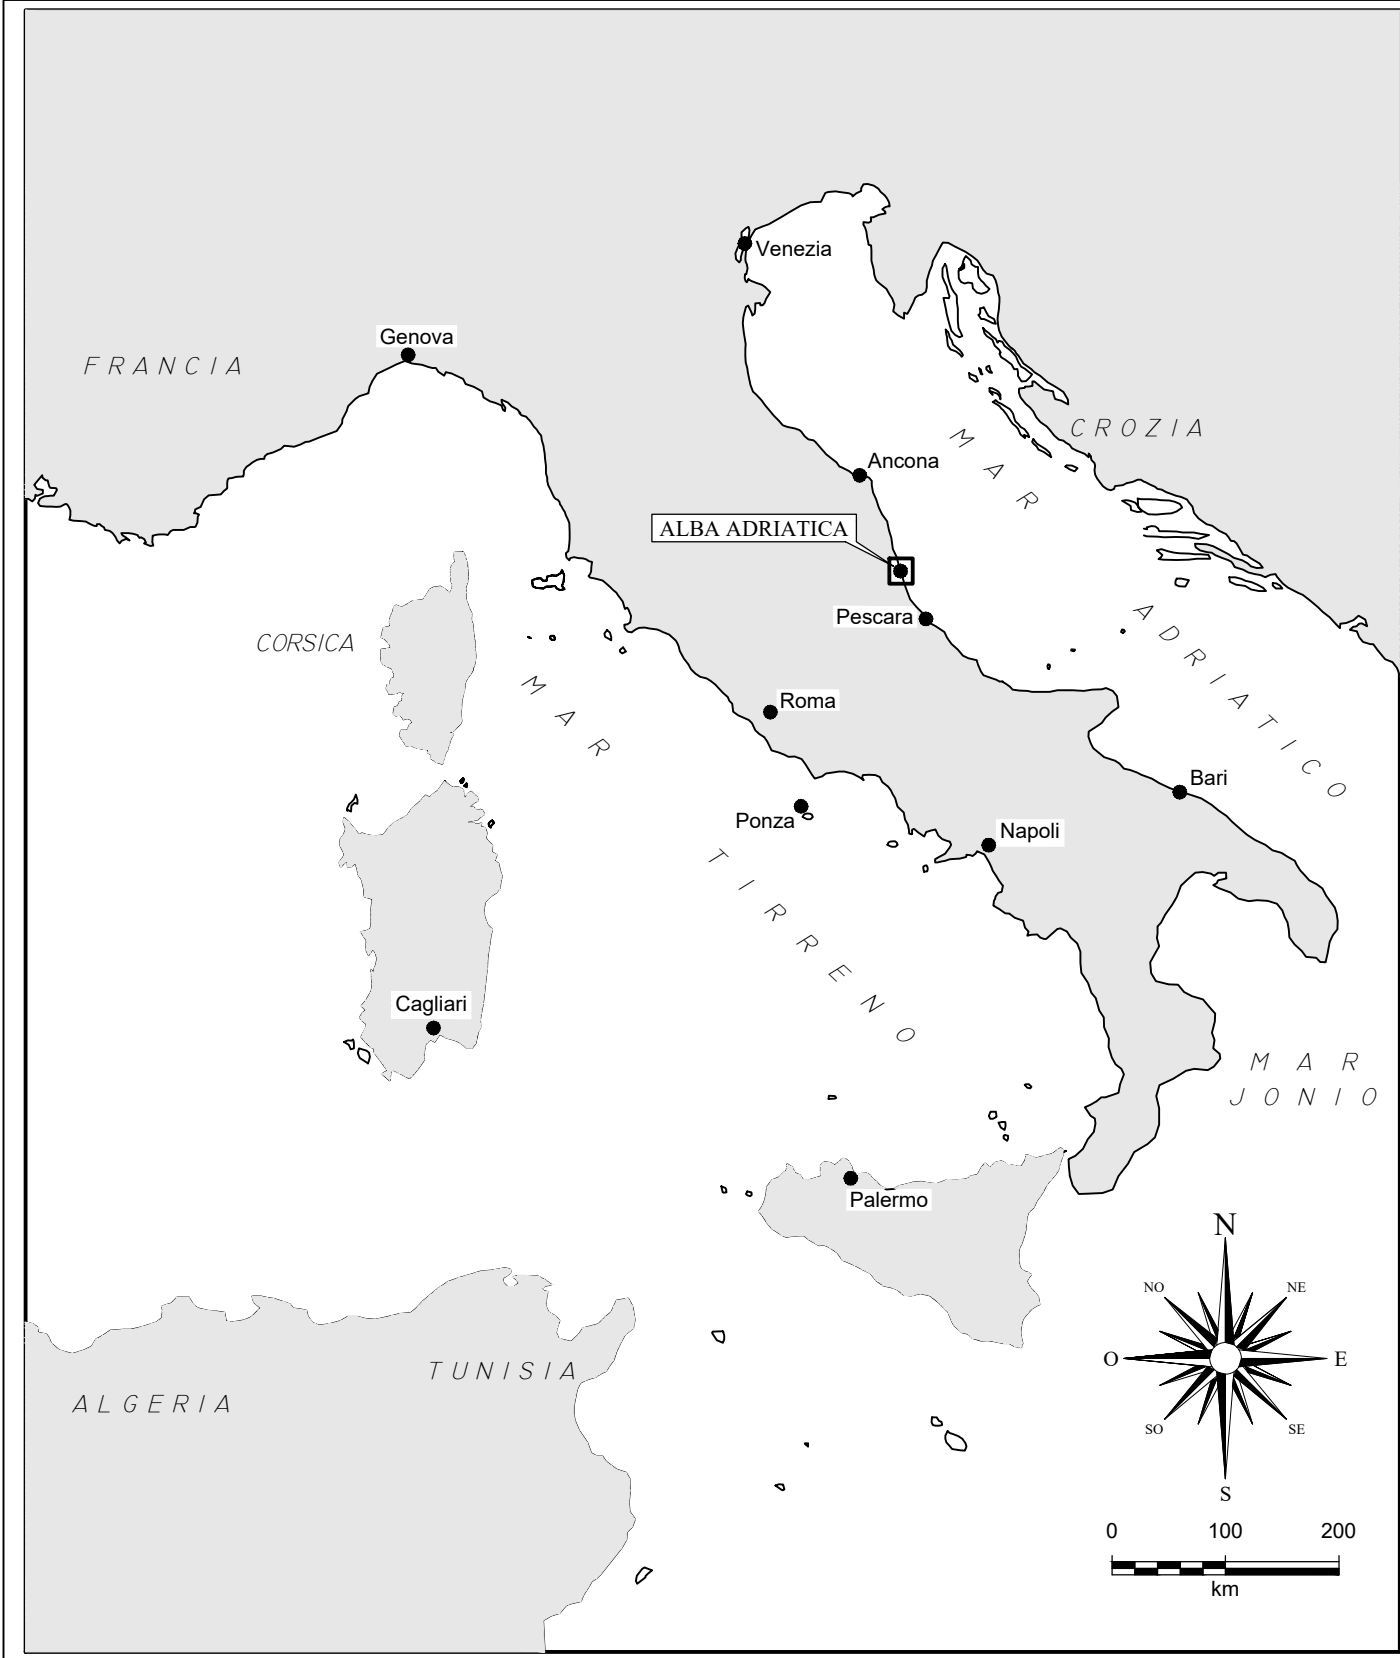 Venezia
Genova
FRANCIA
CROZIA
Ancona
MAR
ALBA ADRIATICA
Pescara
ADRIATICO
CORSICA
MAR
Roma
Bari
Ponza
Napoli
TIRRENO
Cagliari
MAR
JONIO
Palermo
N
NO
NE
O
E
SO
SE
S
TUNISIA
ALGERIA
0 100 200
km